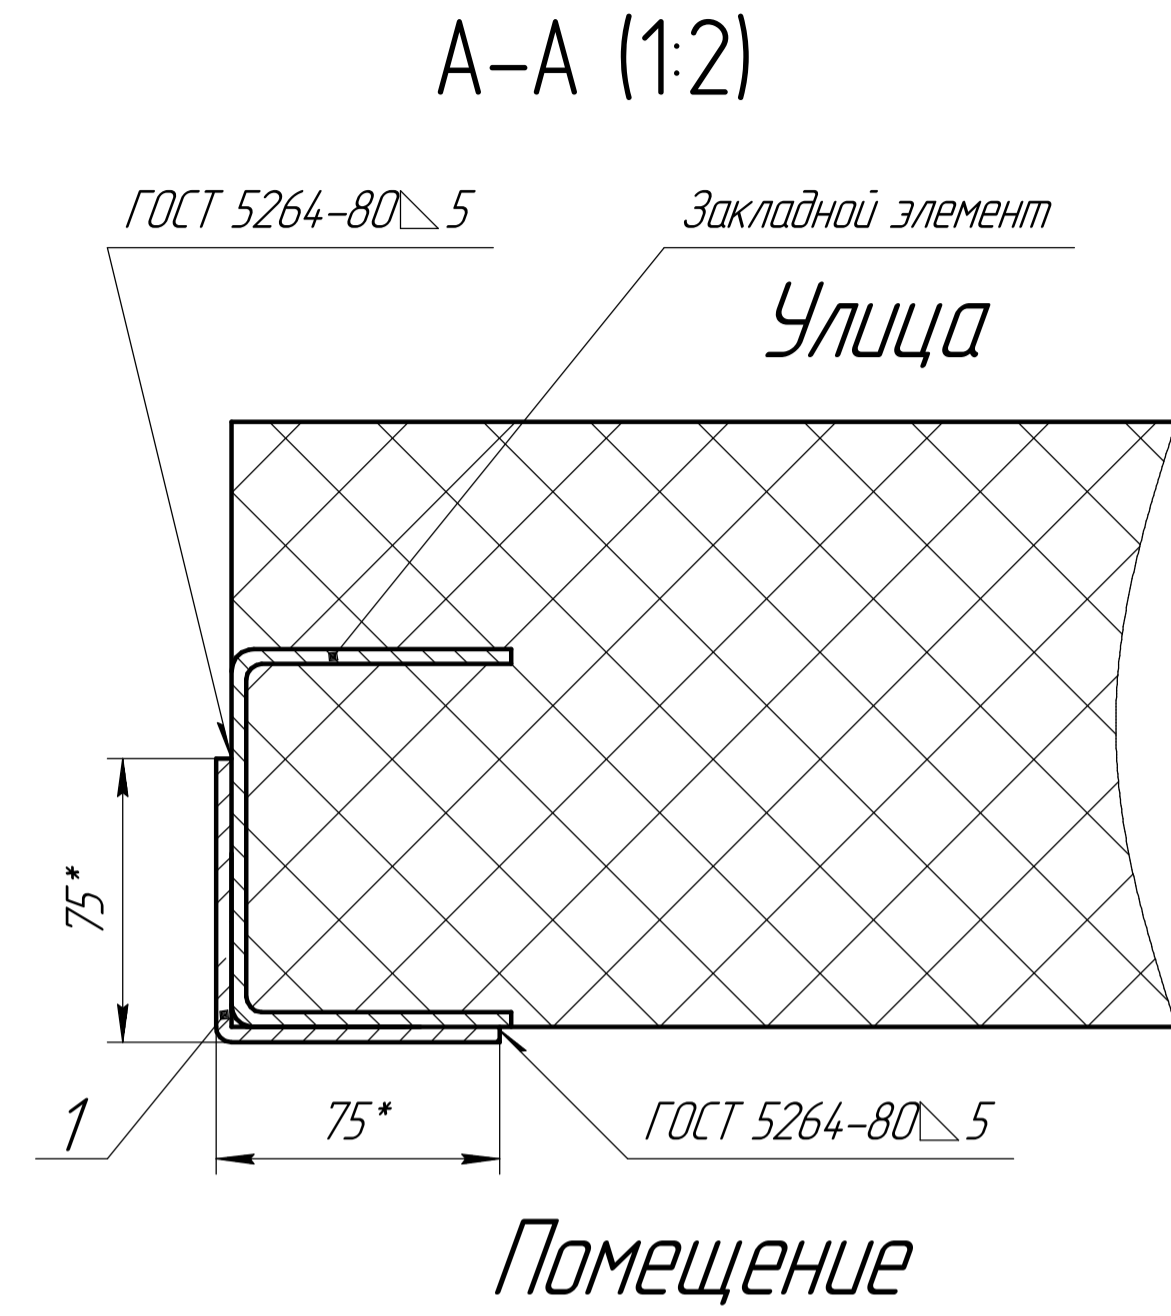 А-А (1:2)
ГОСТ 5264-80◺ 5
Закладной элемент
Улица
75*
1
75*
ГОСТ 5264-80◺ 5
Помещение